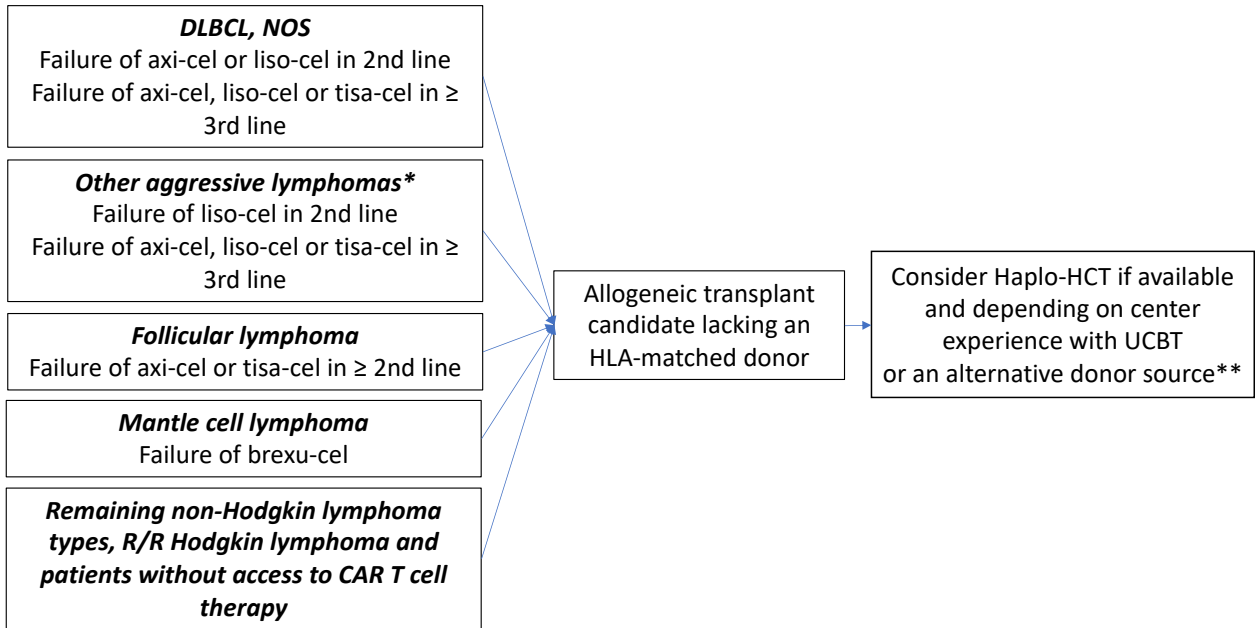 DLBCL, NOS
Failure of axi-cel or liso-cel in 2nd line
Failure of axi-cel, liso-cel or tisa-cel in ≥
3rd line
Other aggressive lymphomas*
Failure of liso-cel in 2nd line
Failure of axi-cel, liso-cel or tisa-cel in ≥
3rd line
Follicular lymphoma
Failure of axi-cel or tisa-cel in ≥ 2nd line
Mantle cell lymphoma
Failure of brexu-cel
Remaining non-Hodgkin lymphoma
types, R/R Hodgkin lymphoma and
patients without access to CAR T cell
therapy
Allogeneic transplant
candidate lacking an
HLA-matched donor
Consider Haplo-HCT if available
and depending on center
experience with UCBT
or an alternative donor source**